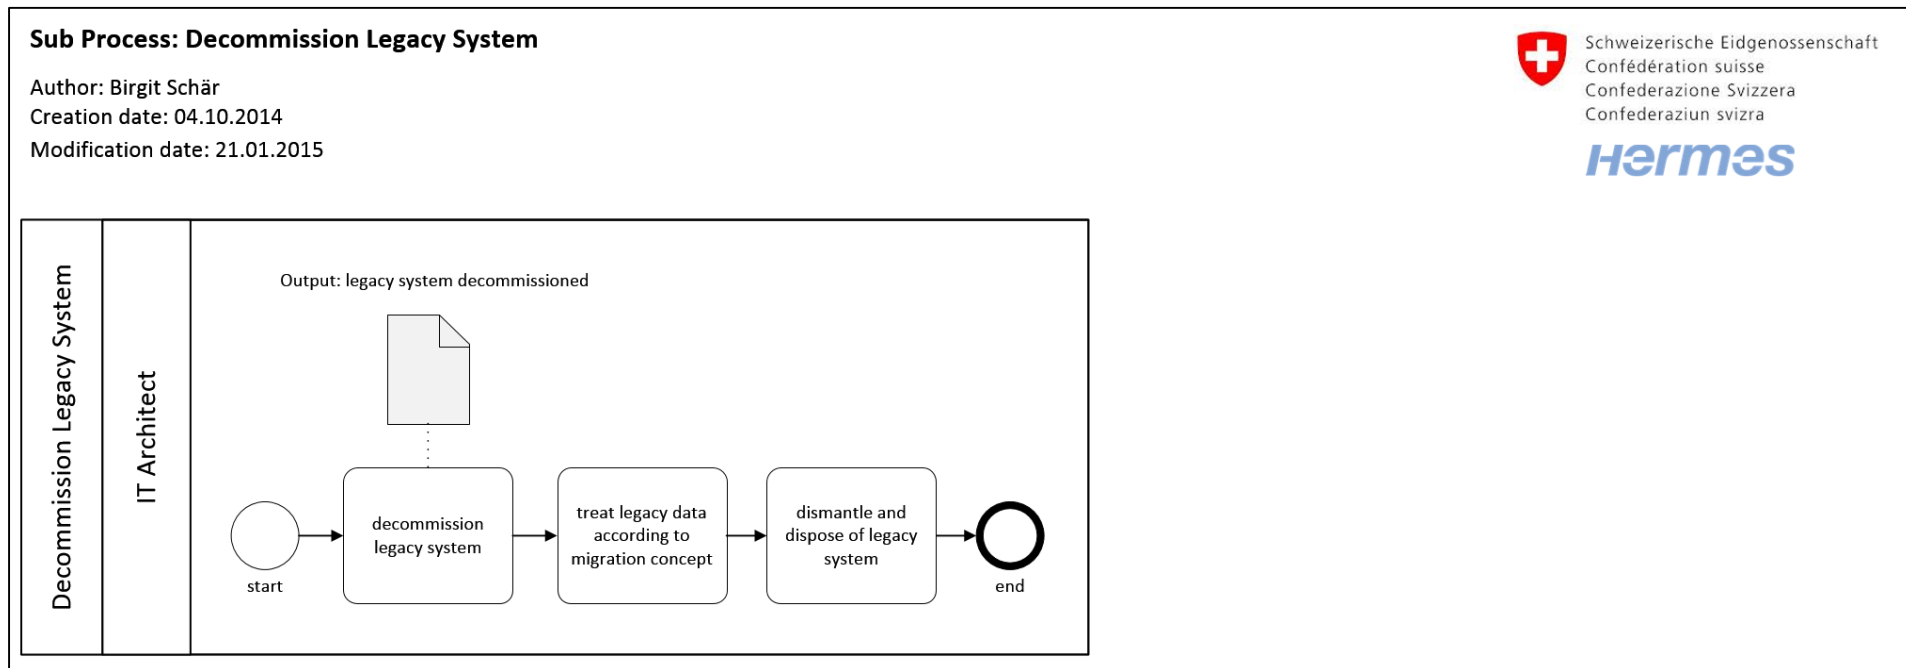 Sub Process: Decommission Legacy System
Author: Birgit Schär
Creation date: 04.10.2014
Modification date: 21.01.2015
Schweizerische Eidgenossenschaft
Confédération suisse
Confederazione Svizzera
Confederaziun svizra
Hermes
Decommission Legacy System
IT Architect
Output: legacy system decommissioned
start
decommission
legacy system
treat legacy data
according to
migration concept
dismantle and
dispose of legacy
system
end